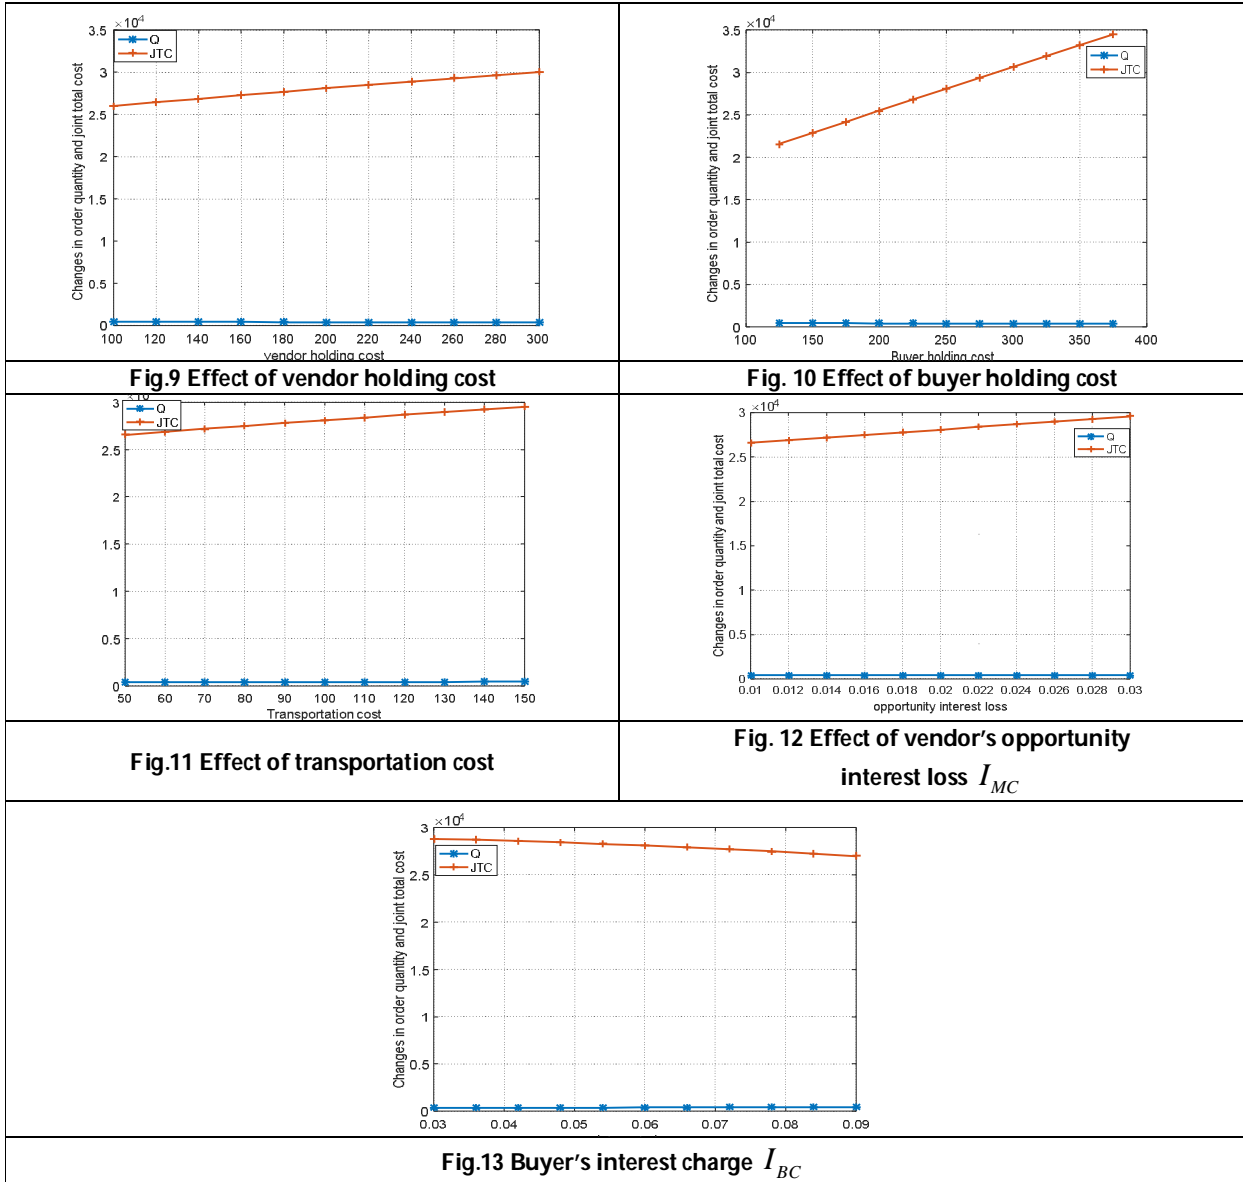 ×10⁴
3.5
3
2.5
2
1.5
1
0.5
0
Q
JTC
Changes in order quantity and joint total cost
100 120 140 160 180 200 220 240 260 280 300
vendor holding cost
Fig.9 Effect of vendor holding cost
×10⁴
3.5
3
2.5
2
1.5
1
0.5
0
Q
JTC
Changes in order quantity and joint total cost
100 150 200 250 300 350 400
Buyer holding cost
Fig. 10 Effect of buyer holding cost
3
2.5
2
1.5
1
0.5
0
Q
JTC
50 60 70 80 90 100 110 120 130 140 150
Transportation cost
Fig.11 Effect of transportation cost
×10⁴
3
2.5
2
1.5
1
0.5
0
Q
JTC
Changes in order quantity and joint total cost
0.01 0.012 0.014 0.016 0.018 0.02 0.022 0.024 0.026 0.028 0.03
opportunity interest loss
Fig. 12 Effect of vendor's opportunity
interest loss I_MC
×10⁴
3
2.5
2
1.5
1
0.5
0
Q
JTC
Changes in order quantity and joint total cost
0.03 0.04 0.05 0.06 0.07 0.08 0.09
Fig.13 Buyer's interest charge I_BC